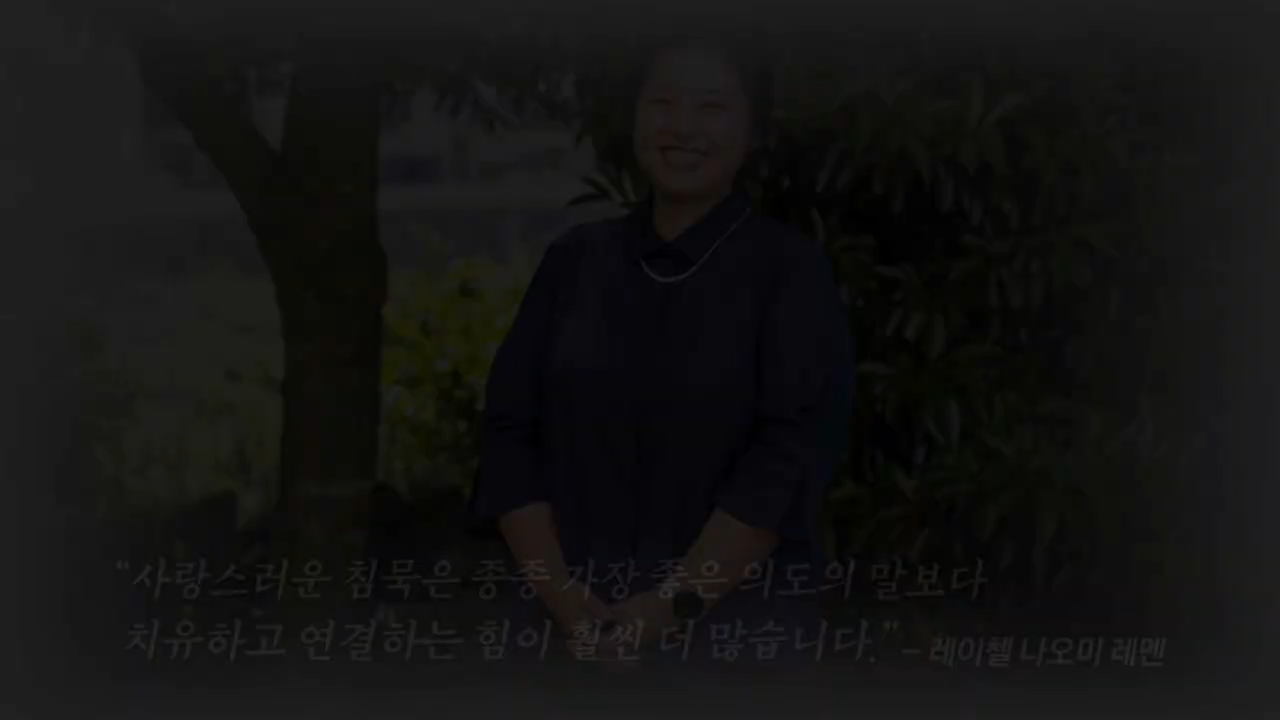 “사랑스러운 침묵은 종종 가장 좋은 의도의 말보다
치유하고 연결하는 힘이 훨씬 더 많습니다.” – 레이첼 나오미 레멘